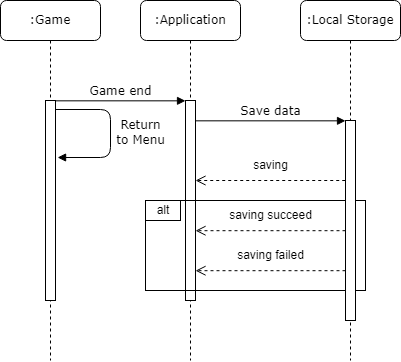 :Game
:Application
:Local Storage
Game end
Save data
Return
to Menu
saving
alt
saving succeed
saving failed